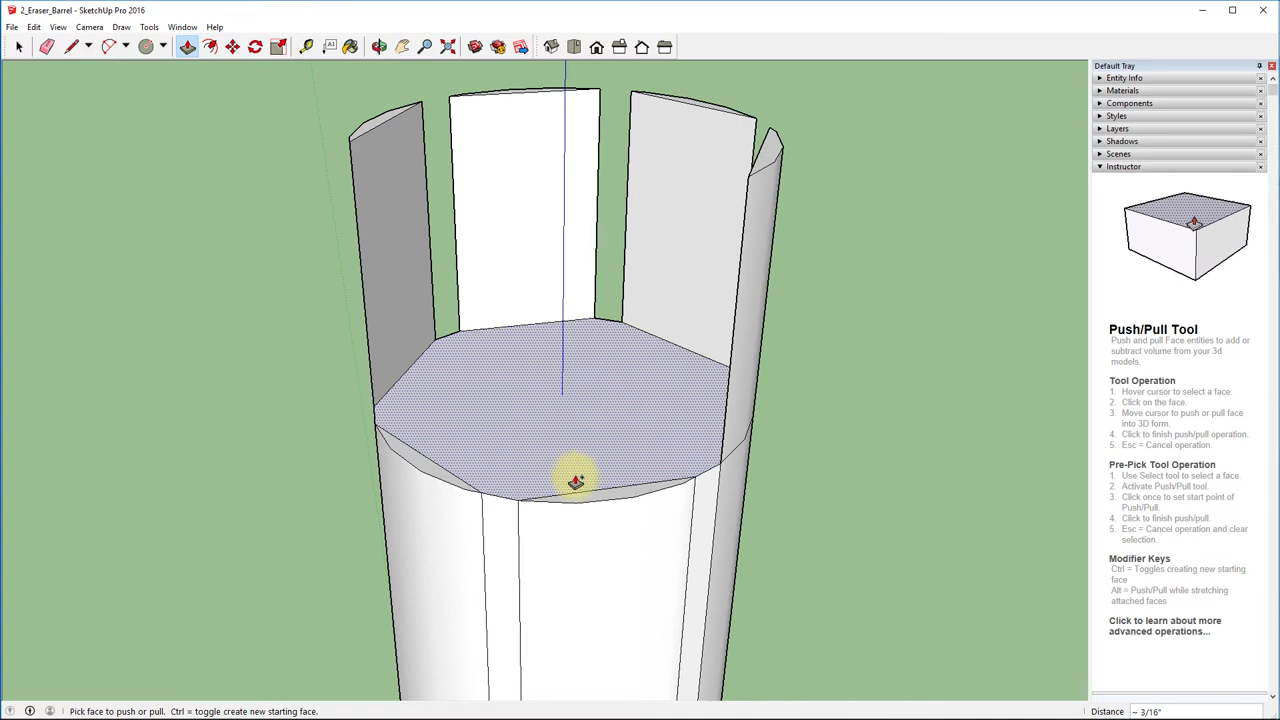 2_Eraser_Barrel - SketchUp Pro 2016
File Edit View Camera Draw Tools Window Help
A1
Default Tray
Entity Info
Materials
Components
Styles
Layers
Shadows
Scenes
Instructor
Push/Pull Tool
Push and pull Face entities to add or
subtract volume from your 3d
models.
Tool Operation
1. Hover cursor to select a face.
2. Click on the face.
3. Move cursor to push or pull face
into 3D form.
4. Click to finish push/pull operation.
5. Esc = Cancel operation.
Pre-Pick Tool Operation
1. Use Select tool to select a face.
2. Activate Push/Pull tool.
3. Click once to set start point of
Push/Pull.
4. Click to finish push/pull.
5. Esc = Cancel operation and clear
selection.
Modifier Keys
Ctrl = Toggles creating new starting
face
Alt = Push/Pull while stretching
attached faces
Click to learn about more
advanced operations...
Pick face to push or pull. Ctrl = toggle create new starting face.
Distance ~ 3/16"